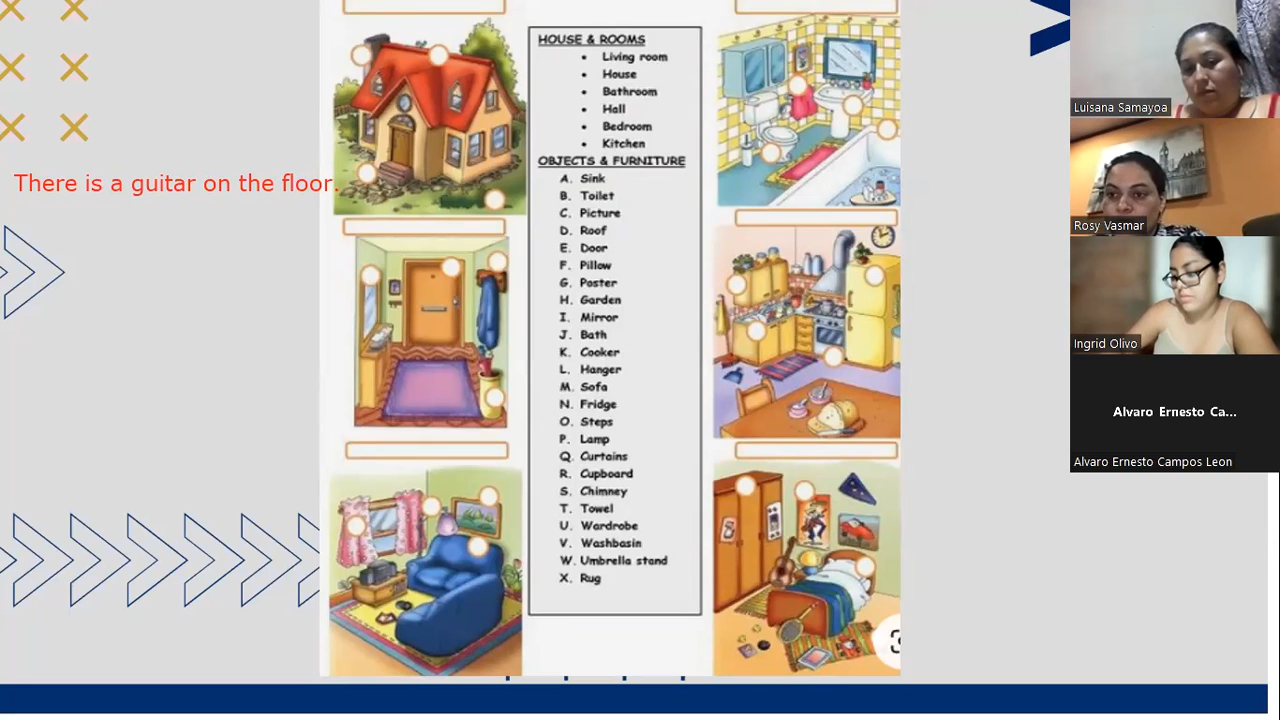 There is a guitar on the floor.
HOUSE & ROOMS
• Living room
• House
• Bathroom
• Hall
• Bedroom
• Kitchen
OBJECTS & FURNITURE
A. Sink
B. Toilet
C. Picture
D. Roof
E. Door
F. Pillow
G. Poster
H. Garden
I. Mirror
J. Bath
K. Cooker
L. Hanger
M. Sofa
N. Fridge
O. Steps
P. Lamp
Q. Curtains
R. Cupboard
S. Chimney
T. Towel
U. Wardrobe
V. Washbasin
W. Umbrella stand
X. Rug
Luisana Samayoa
Rosy Vasmar
Ingrid Olivo
Alvaro Ernesto Ca...
Alvaro Ernesto Campos Leon